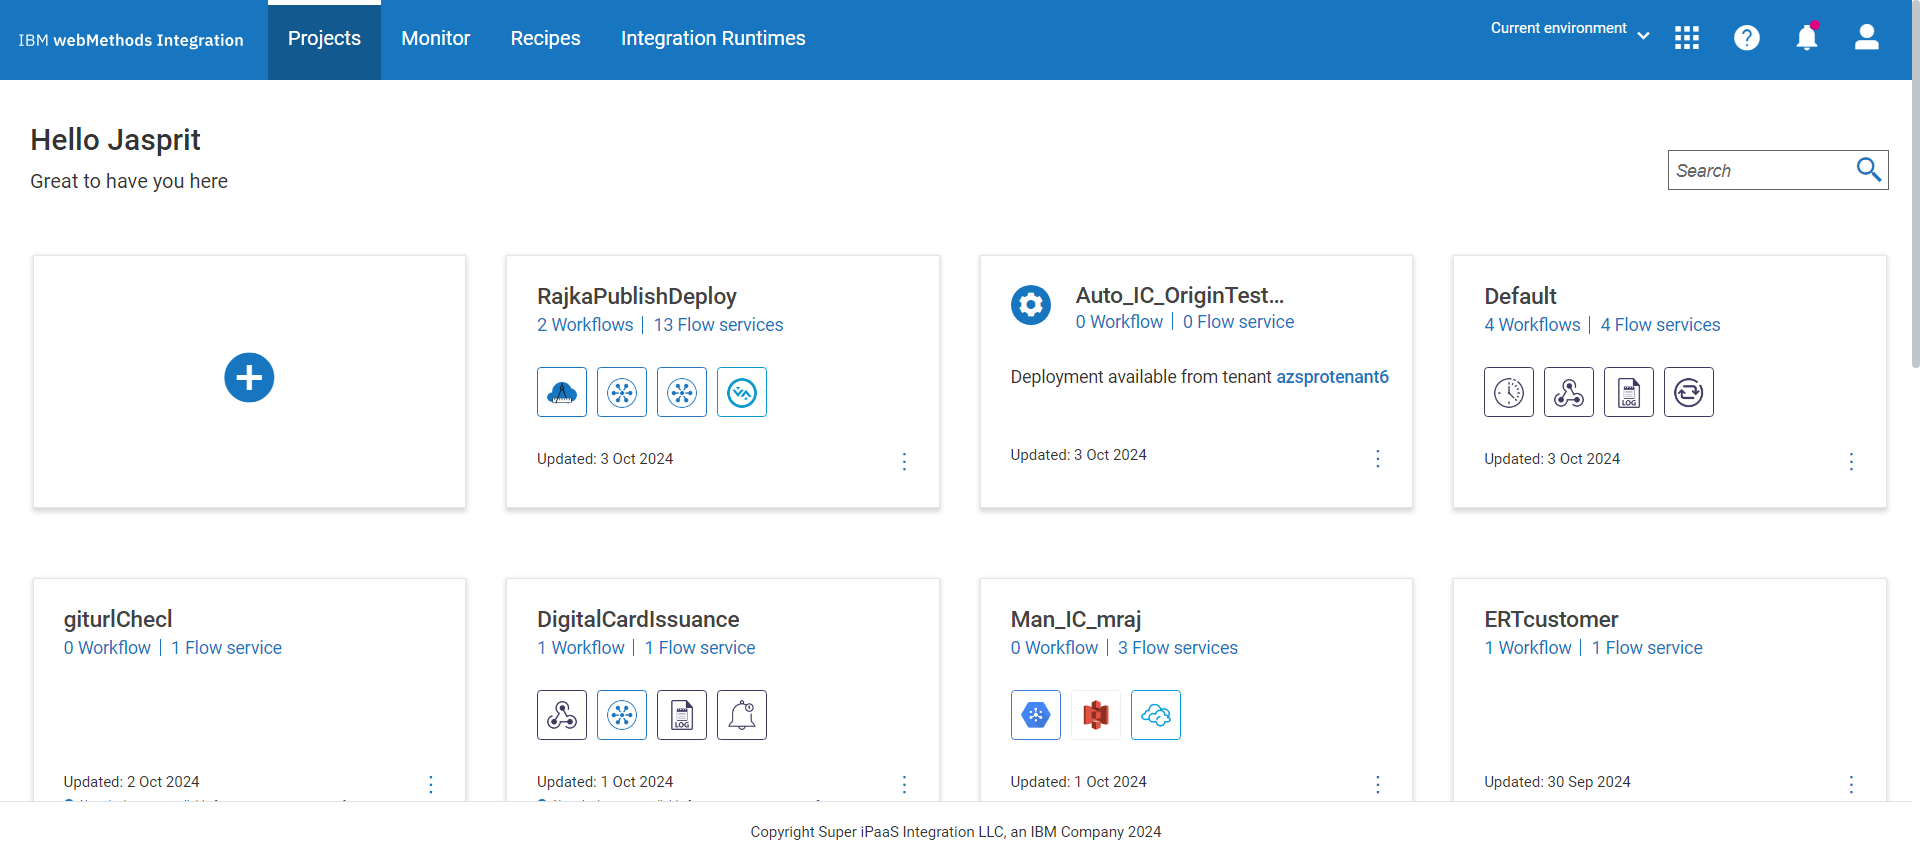 IBM webMethods Integration
Projects
Monitor
Recipes
Integration Runtimes
Current environment
Hello Jasprit
Great to have you here
Search
RajkaPublishDeploy
2 Workflows | 13 Flow services
Updated: 3 Oct 2024
Auto_IC_OriginTest...
0 Workflow | 0 Flow service
Deployment available from tenant azsprotenant6
Updated: 3 Oct 2024
Default
4 Workflows | 4 Flow services
LOG
Updated: 3 Oct 2024
giturlChecl
0 Workflow | 1 Flow service
Updated: 2 Oct 2024
DigitalCardIssuance
1 Workflow | 1 Flow service
LOG
Updated: 1 Oct 2024
Man_IC_mraj
0 Workflow | 3 Flow services
Updated: 1 Oct 2024
ERTcustomer
1 Workflow | 1 Flow service
Updated: 30 Sep 2024
Copyright Super iPaaS Integration LLC, an IBM Company 2024